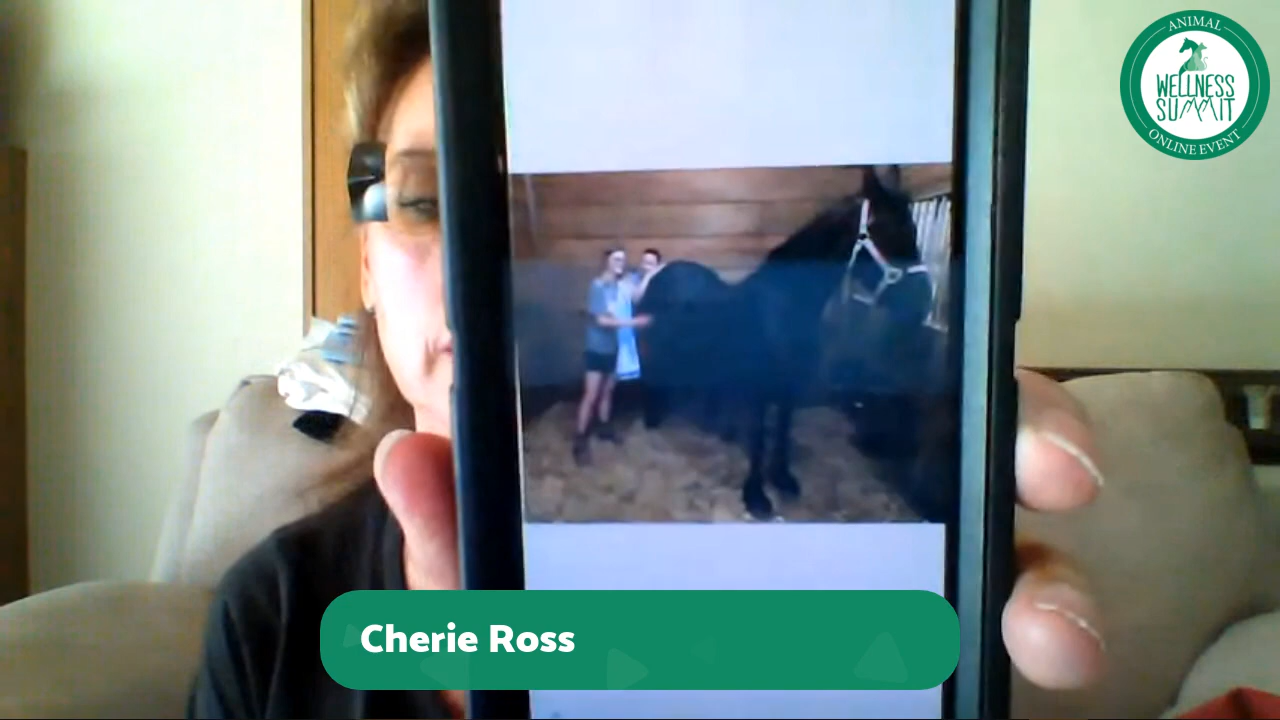 ANIMAL
WELLNESS
SUMMIT
ONLINE EVENT
Cherie Ross